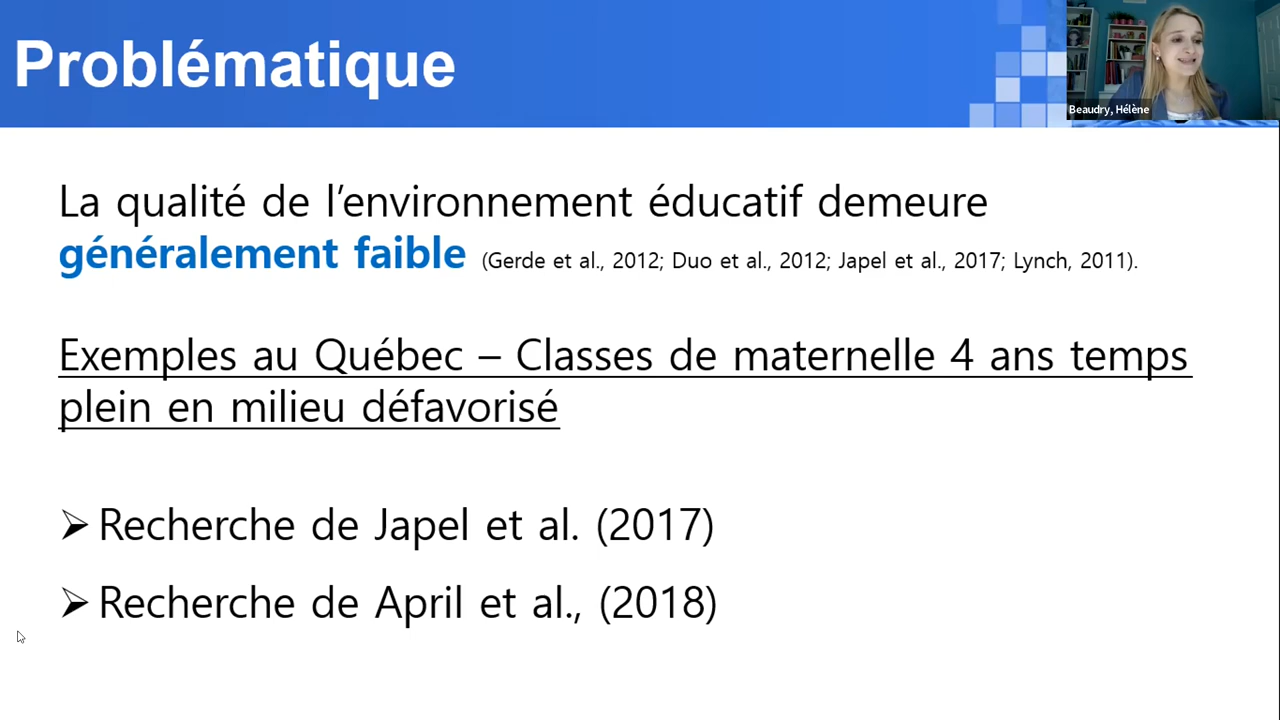 Problématique
Beaudry, Hélène
La qualité de l’environnement éducatif demeure
généralement faible (Gerde et al., 2012; Duo et al., 2012; Japel et al., 2017; Lynch, 2011).
Exemples au Québec – Classes de maternelle 4 ans temps
plein en milieu défavorisé
➢ Recherche de Japel et al. (2017)
➢ Recherche de April et al., (2018)